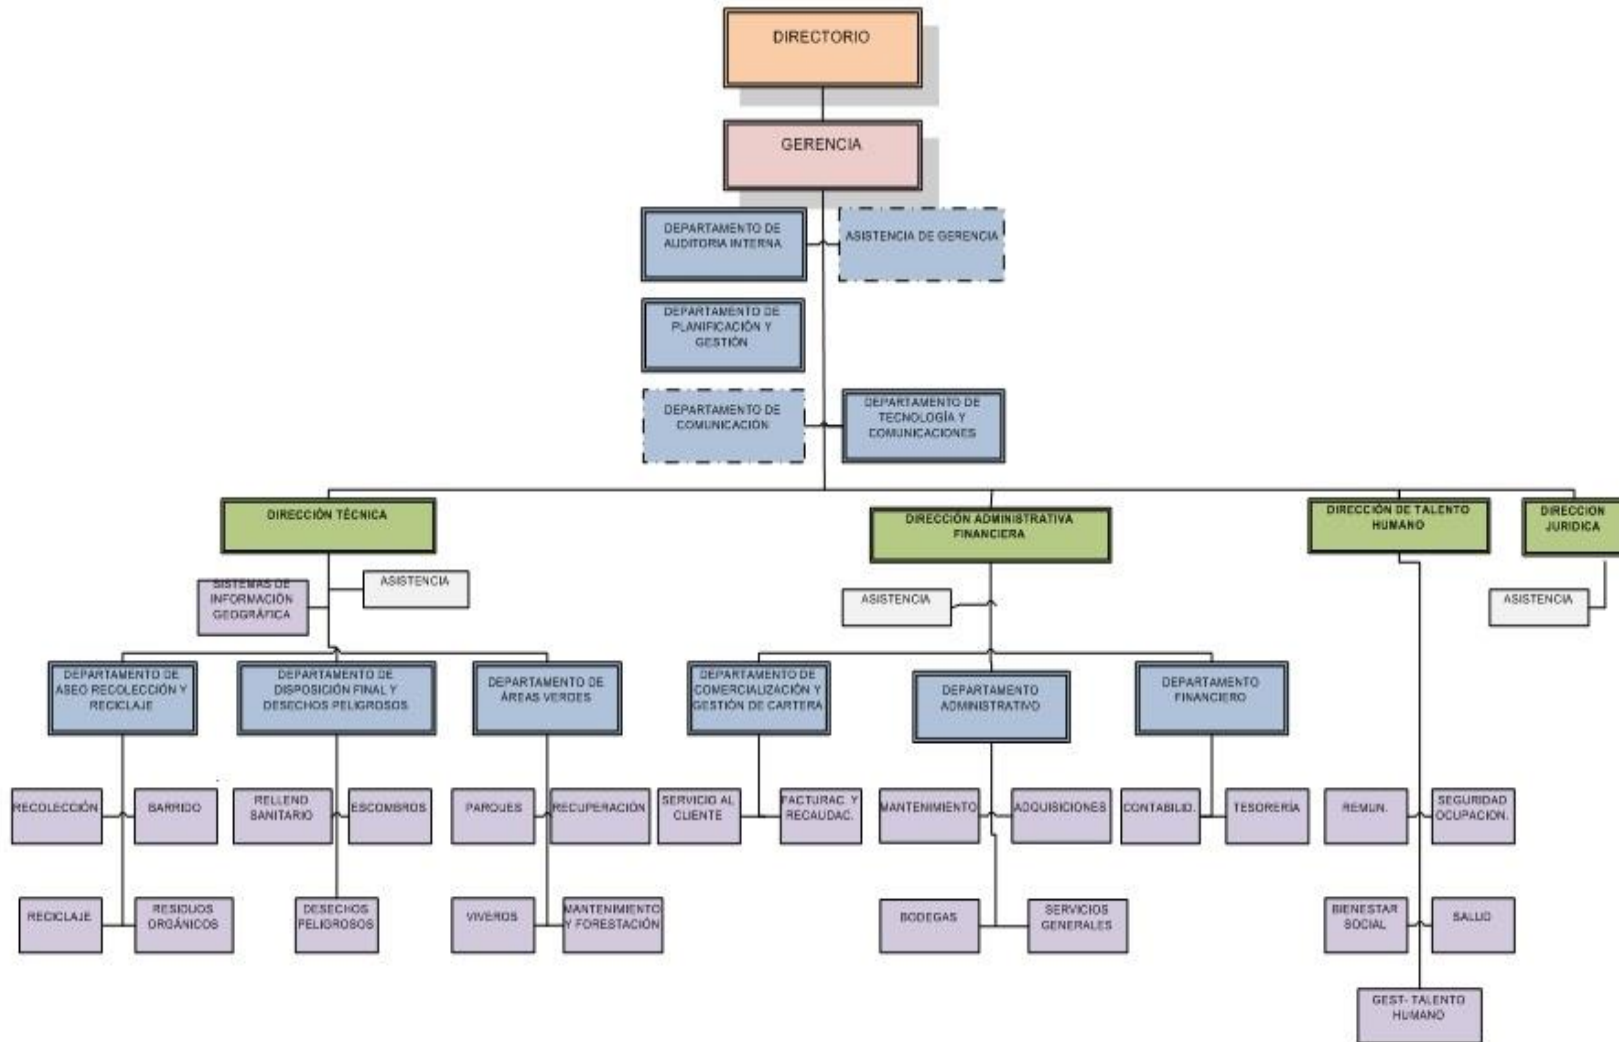 DIRECTORIO
GERENCIA
DEPARTAMENTO DE
AUDITORIA INTERNA
ASISTENCIA DE GERENCIA
DEPARTAMENTO DE
PLANIFICACIÓN Y
GESTIÓN
DEPARTAMENTO DE
COMUNICACIÓN
DEPARTAMENTO DE
TECNOLOGÍA Y
COMUNICACIONES
DIRECCIÓN TÉCNICA
DIRECCIÓN ADMINISTRATIVA
FINANCIERA
DIRECCIÓN DE TALENTO
HUMANO
DIRECCION
JURIDICA
SISTEMAS DE
INFORMACIÓN
GEOGRÁFICA
ASISTENCIA
ASISTENCIA
ASISTENCIA
DEPARTAMENTO DE
ASEO RECOLECCIÓN Y
RECICLAJE
DEPARTAMENTO DE
DISPOSICIÓN FINAL Y
DESECHOS PELIGROSOS
DEPARTAMENTO DE
ÁREAS VERDES
DEPARTAMENTO DE
COMERCIALIZACIÓN Y
GESTIÓN DE CARTERA
DEPARTAMENTO
ADMINISTRATIVO
DEPARTAMENTO
FINANCIERO
RECOLECCIÓN
BARRIDO
RELLENO
SANITARIO
ESCOMBROS
PARQUES
RECUPERACIÓN
SERVICIO AL
CLIENTE
FACTURAC. Y
RECAUDAC.
MANTENIMIENTO
ADQUISICIONES
CONTABILID.
TESORERÍA
REMUN.
SEGURIDAD
OCUPACION.
RECICLAJE
RESIDUOS
ORGÁNICOS
DESECHOS
PELIGROSOS
VIVEROS
MANTENIMIENTO
Y FORESTACIÓN
BODEGAS
SERVICIOS
GENERALES
BIENESTAR
SOCIAL
SALUD
GEST- TALENTO
HUMANO